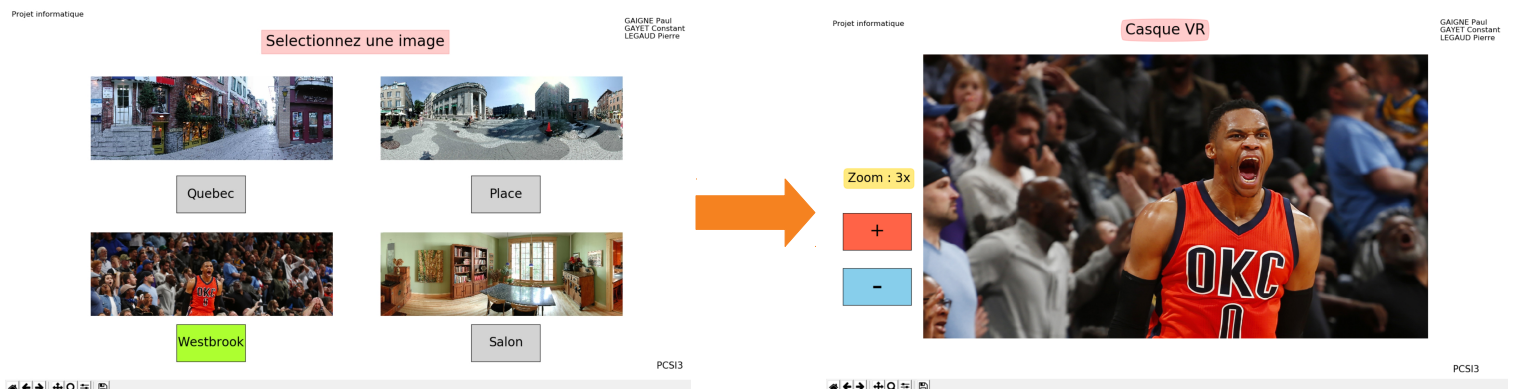 Projet informatique
GAIGNE Paul
GAYET Constant
LEGAUD Pierre
Selectionnez une image
Quebec
Place
OKC
Westbrook
Salon
PCSI3
Projet informatique
Casque VR
GAIGNE Paul
GAYET Constant
LEGAUD Pierre
Zoom : 3x
+
-
OKC
0
PCSI3